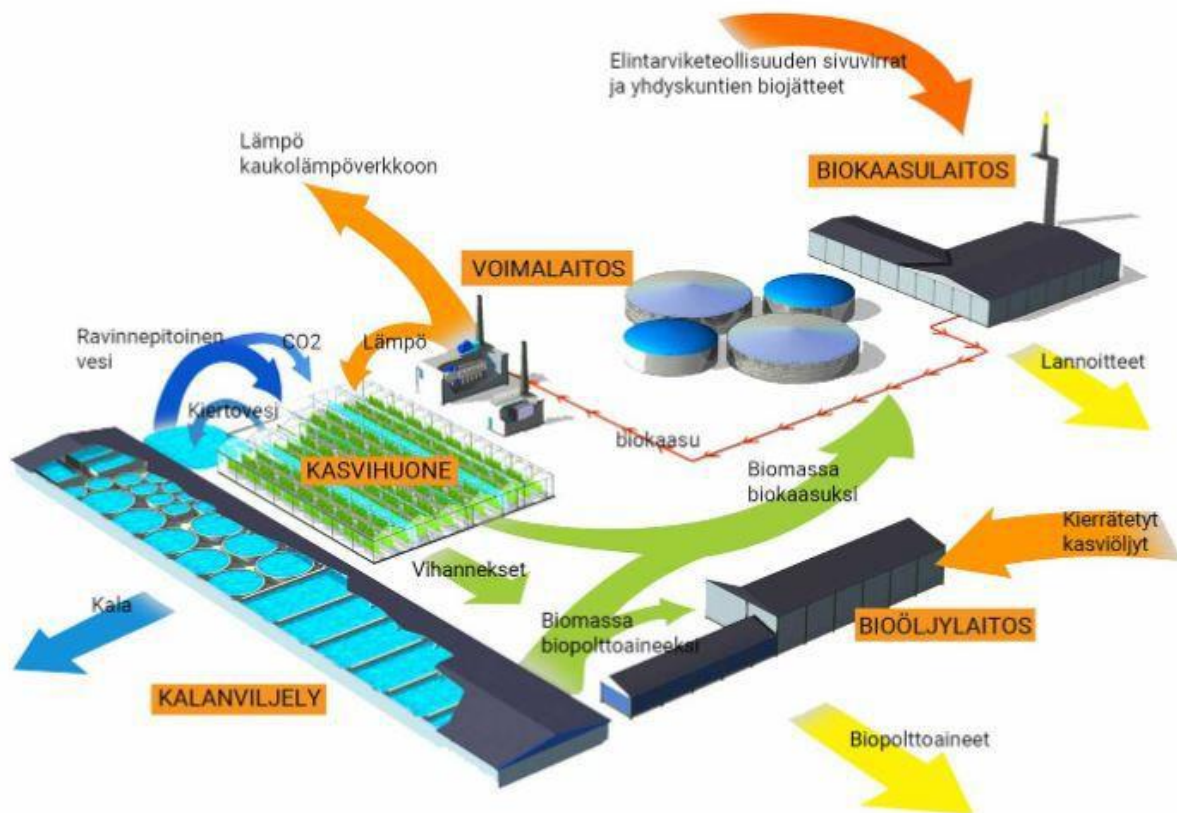 Elintarviketeollisuuden sivuvirrat
ja yhdyskuntien biojätteet
Lämpö
kaukolämpöverkkoon
BIOKAASULAITOS
VOIMALAITOS
Ravinnepitoinen
vesi
CO2
Lämpö
Lannoitteet
Kiertovesi
biokaasu
KASVIHUONE
Biomassa
biokaasuksi
Kierrätetyt
kasviöljyt
Vihannekset
Kala
Biomassa
biopolttoaineeksi
BIOÖLJYLAITOS
KALANVILJELY
Biopolttoaineet